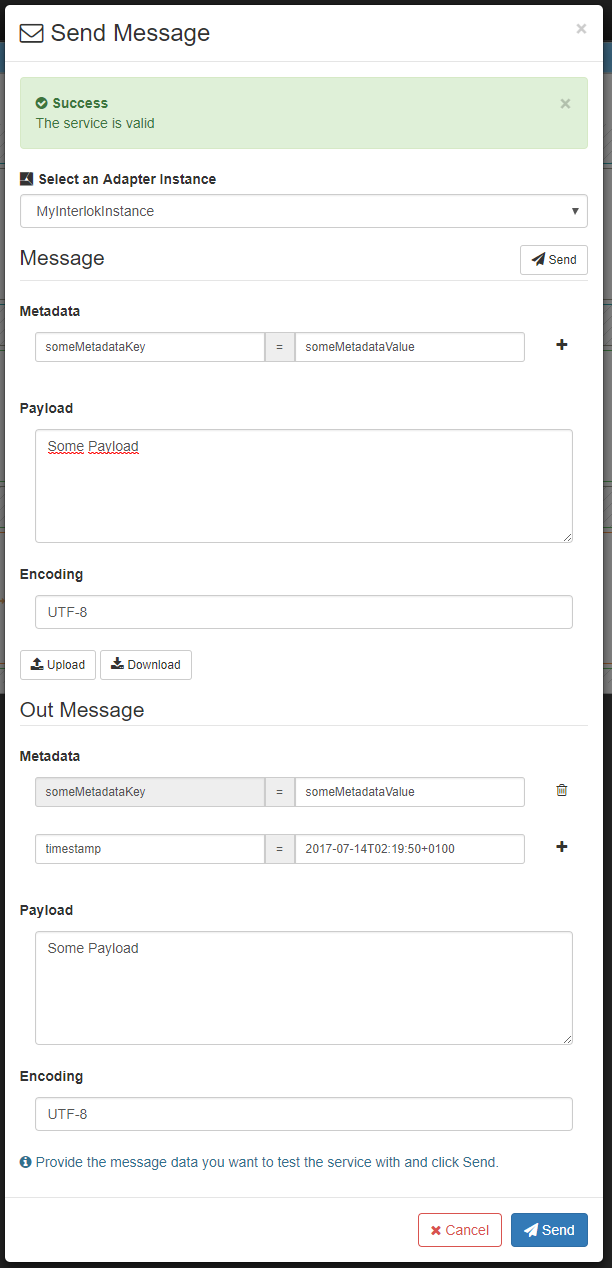 Send Message ×
Success ×
The service is valid
Select an Adapter Instance
MyInterlokInstance
Message Send
Metadata
someMetadataKey = someMetadataValue
Payload
Some Payload
Encoding
UTF-8
Upload Download
Out Message
Metadata
someMetadataKey = someMetadataValue
timestamp = 2017-07-14T02:19:50+0100
Payload
Some Payload
Encoding
UTF-8
Provide the message data you want to test the service with and click Send.
Cancel Send